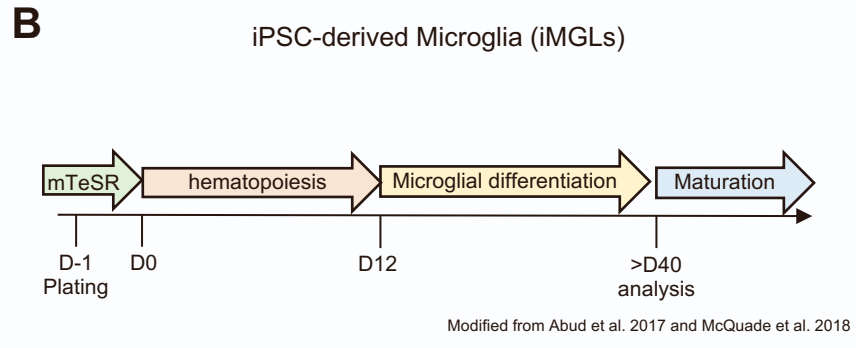 B
iPSC-derived Microglia (iMGLs)
mTeSR
hematopoiesis
Microglial differentiation
Maturation
D-1
Plating
D0
D12
>D40
analysis
Modified from Abud et al. 2017 and McQuade et al. 2018